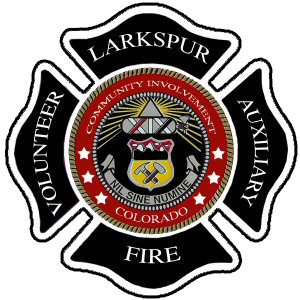 LARKSPUR
VOLUNTEER
AUXILIARY
FIRE
COMMUNITY INVOLVEMENT
NIL SINE NUMINE
COLORADO